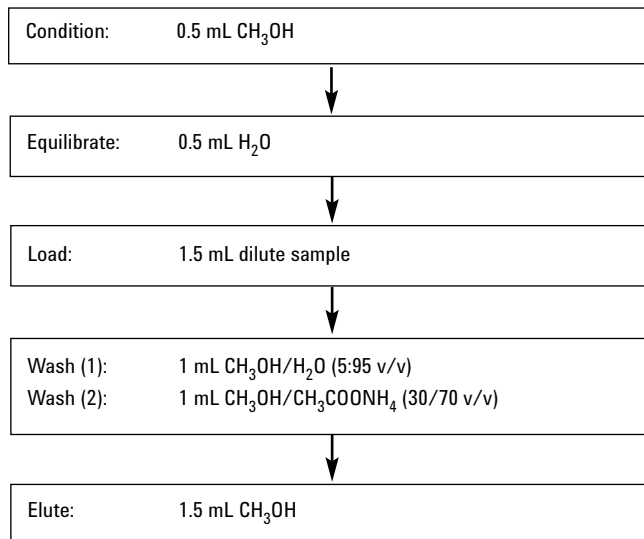 Condition: 0.5 mL CH₃OH
Equilibrate: 0.5 mL H₂O
Load: 1.5 mL dilute sample
Wash (1): 1 mL CH₃OH/H₂O (5:95 v/v)
Wash (2): 1 mL CH₃OH/CH₃COONH₄ (30/70 v/v)
Elute: 1.5 mL CH₃OH